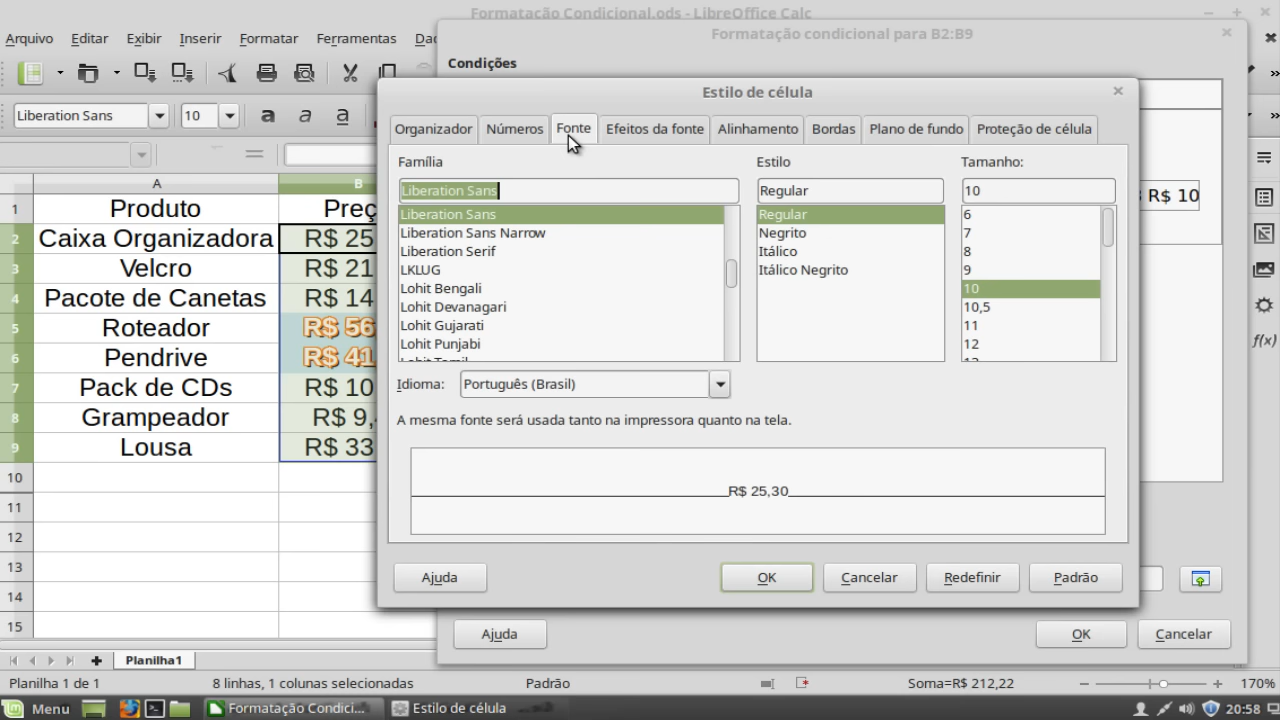 Formatação Condicional.ods - LibreOffice Calc
Arquivo Editar Exibir Inserir Formatar Ferramentas
Formatação condicional para B2:B9
Condições
Liberation Sans 10 a a a
Estilo de célula
Organizador Números Fonte Efeitos da fonte Alinhamento Bordas Plano de fundo Proteção de célula
Família Estilo Tamanho:
Liberation Sans Regular 10
Liberation Sans Regular 6
Liberation Sans Narrow Negrito 7
Liberation Serif Itálico 8
LKLUG Itálico Negrito 9
Lohit Bengali 10
Lohit Devanagari 10,5
Lohit Gujarati 11
Lohit Punjabi 12
Lohit Tamil 13
Idioma: Português (Brasil)
A mesma fonte será usada tanto na impressora quanto na tela.
R$ 25,30
Ajuda OK Cancelar Redefinir Padrão
R$ 10
f(x)
Ajuda OK Cancelar
A B
1 Produto Preç
2 Caixa Organizadora R$ 25
3 Velcro R$ 21
4 Pacote de Canetas R$ 14
5 Roteador R$ 56
6 Pendrive R$ 41
7 Pack de CDs R$ 10
8 Grampeador R$ 9,
9 Lousa R$ 33
10
11
12
13
14
15
Planilha1
Planilha 1 de 1 8 linhas, 1 colunas selecionadas Padrão Soma=R$ 212,22 170%
Menu Formatação Condici... Estilo de célula 20:58